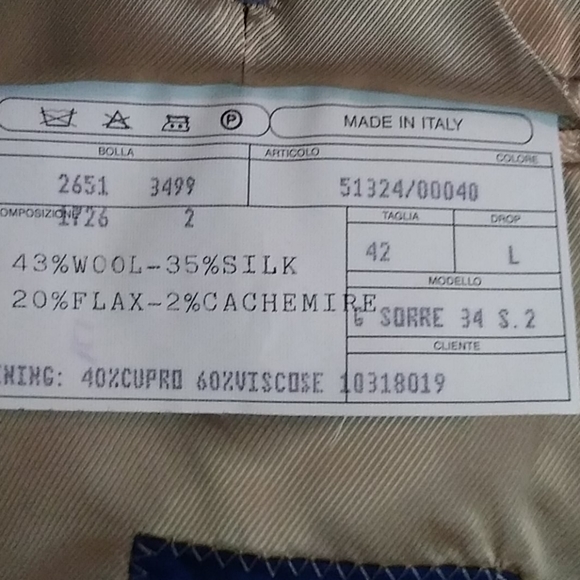 P MADE IN ITALY
BOLLA ARTICOLO COLORE
2651 3499 51324/00040
OMPOSIZIONE 1726 2 TAGLIA DROP
42 L
43%WOOL-35%SILK
MODELLO
20%FLAX-2%CACHEMIRE
G SORRE 34 S.2
CLIENTE
NING: 40%CUPRO 60%VISCOSE 10318019